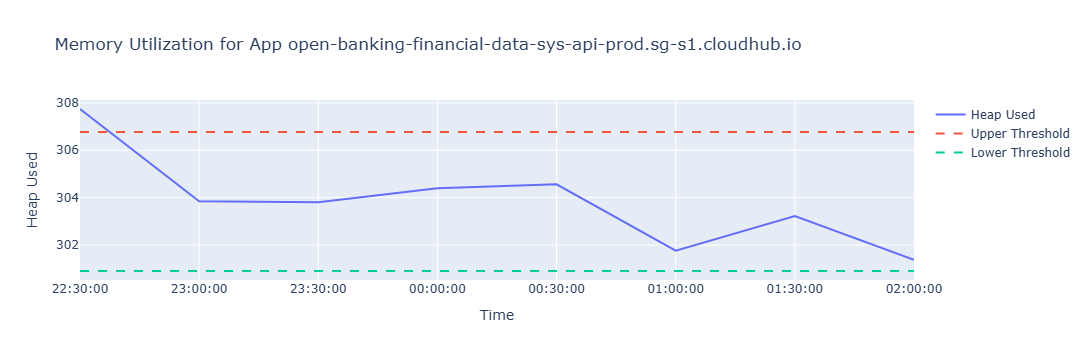 Memory Utilization for App open-banking-financial-data-sys-api-prod.sg-s1.cloudhub.io
308
306
304
302
Heap Used
22:30:00 23:00:00 23:30:00 00:00:00 00:30:00 01:00:00 01:30:00 02:00:00
Time
Heap Used
Upper Threshold
Lower Threshold